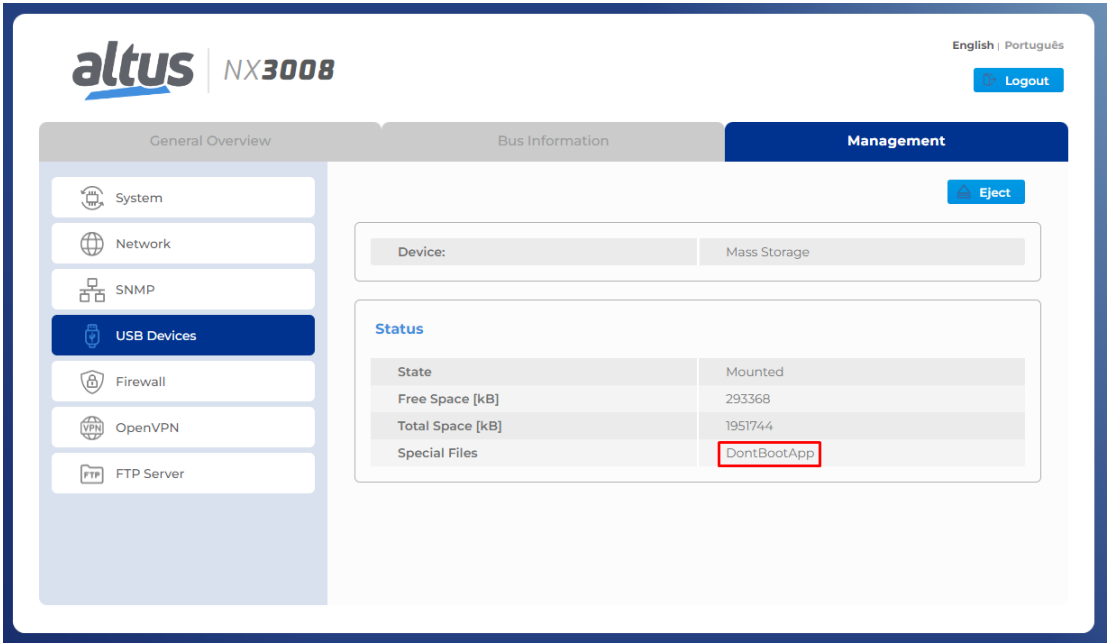 English | Português
altus NX3008
Logout
General Overview Bus Information Management
System
Network
SNMP
USB Devices
Firewall
VPN OpenVPN
FTP FTP Server
Eject
Device: Mass Storage
Status
State Mounted
Free Space [kB] 293368
Total Space [kB] 1951744
Special Files DontBootApp